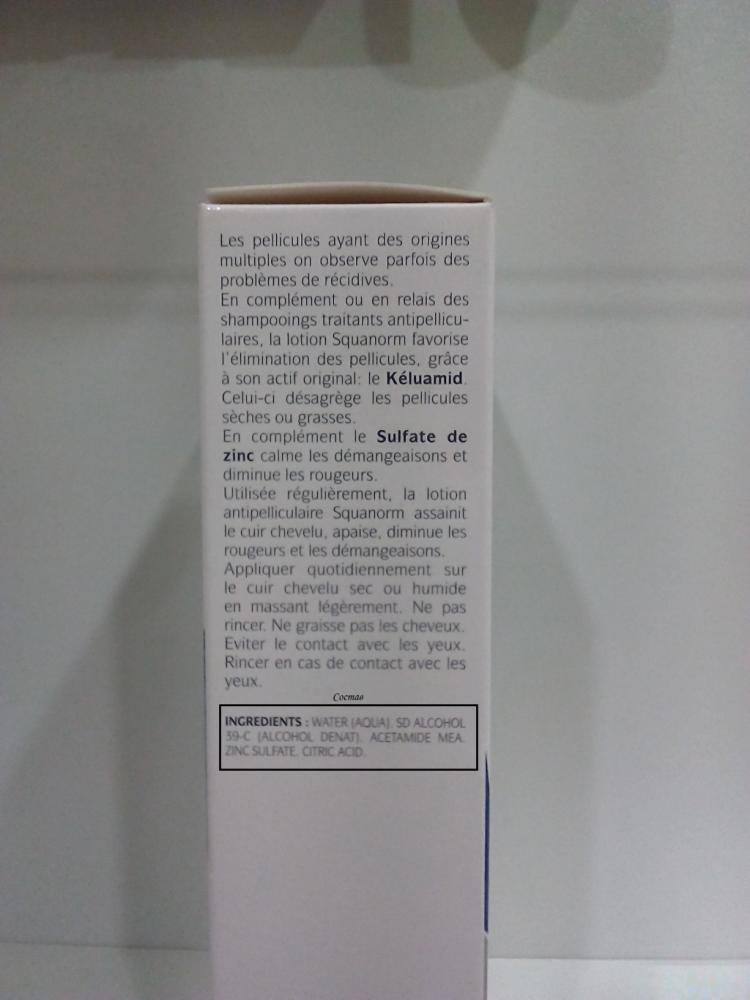 Les pellicules ayant des origines
multiples on observe parfois des
problèmes de récidives.
En complément ou en relais des
shampooings traitants antipellicu-
laires, la lotion Squanorm favorise
l'élimination des pellicules, grâce
à son actif original: le Kéluamid.
Celui-ci désagrège les pellicules
sèches ou grasses.
En complément le Sulfate de
zinc calme les démangeaisons et
diminue les rougeurs.
Utilisée régulièrement, la lotion
antipelliculaire Squanorm assainit
le cuir chevelu, apaise, diminue les
rougeurs et les démangeaisons.
Appliquer quotidiennement sur
le cuir chevelu sec ou humide
en massant légèrement. Ne pas
rincer. Ne graisse pas les cheveux.
Eviter le contact avec les yeux.
Rincer en cas de contact avec les
yeux.
Cocmao
INGREDIENTS : WATER (AQUA). SD ALCOHOL
39-C (ALCOHOL DENAT). ACETAMIDE MEA.
ZINC SULFATE. CITRIC ACID.